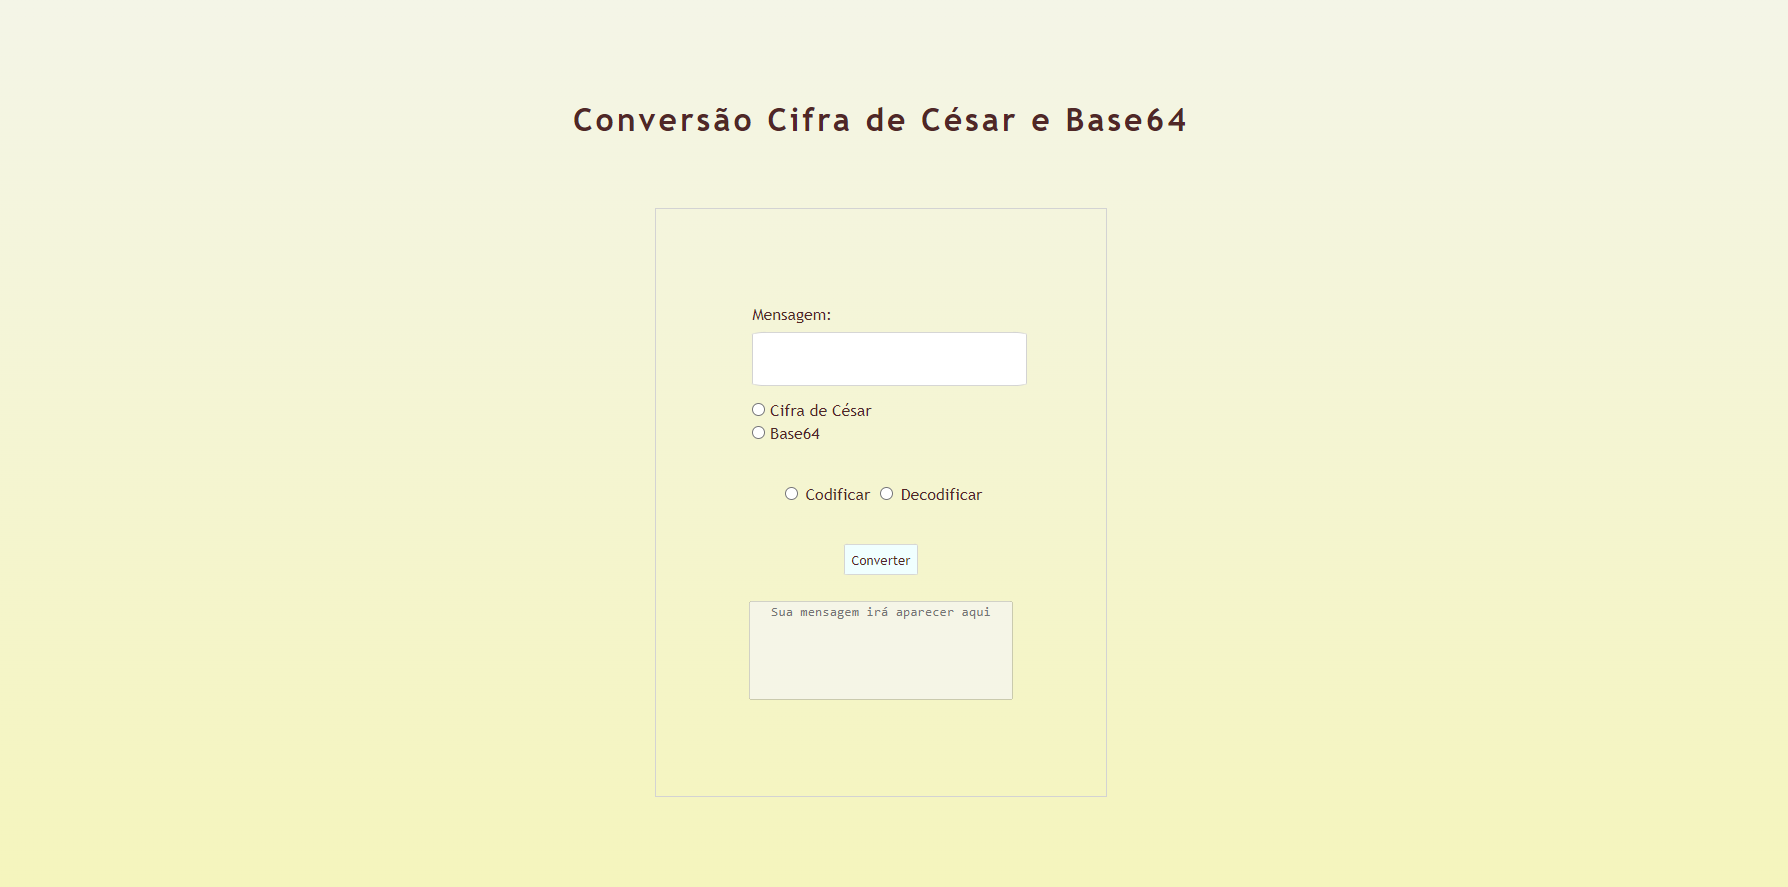 Conversão Cifra de César e Base64
Mensagem:
Cifra de César
Base64
Codificar Decodificar
Converter
Sua mensagem irá aparecer aqui